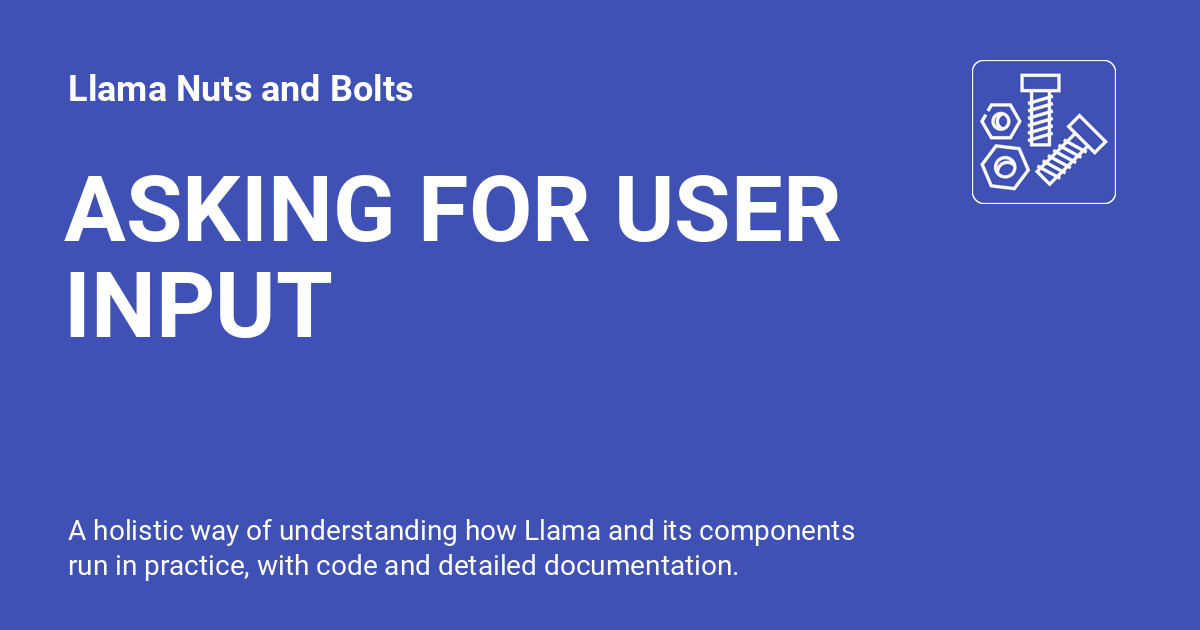 Llama Nuts and Bolts
ASKING FOR USER
INPUT
A holistic way of understanding how Llama and its components
run in practice, with code and detailed documentation.